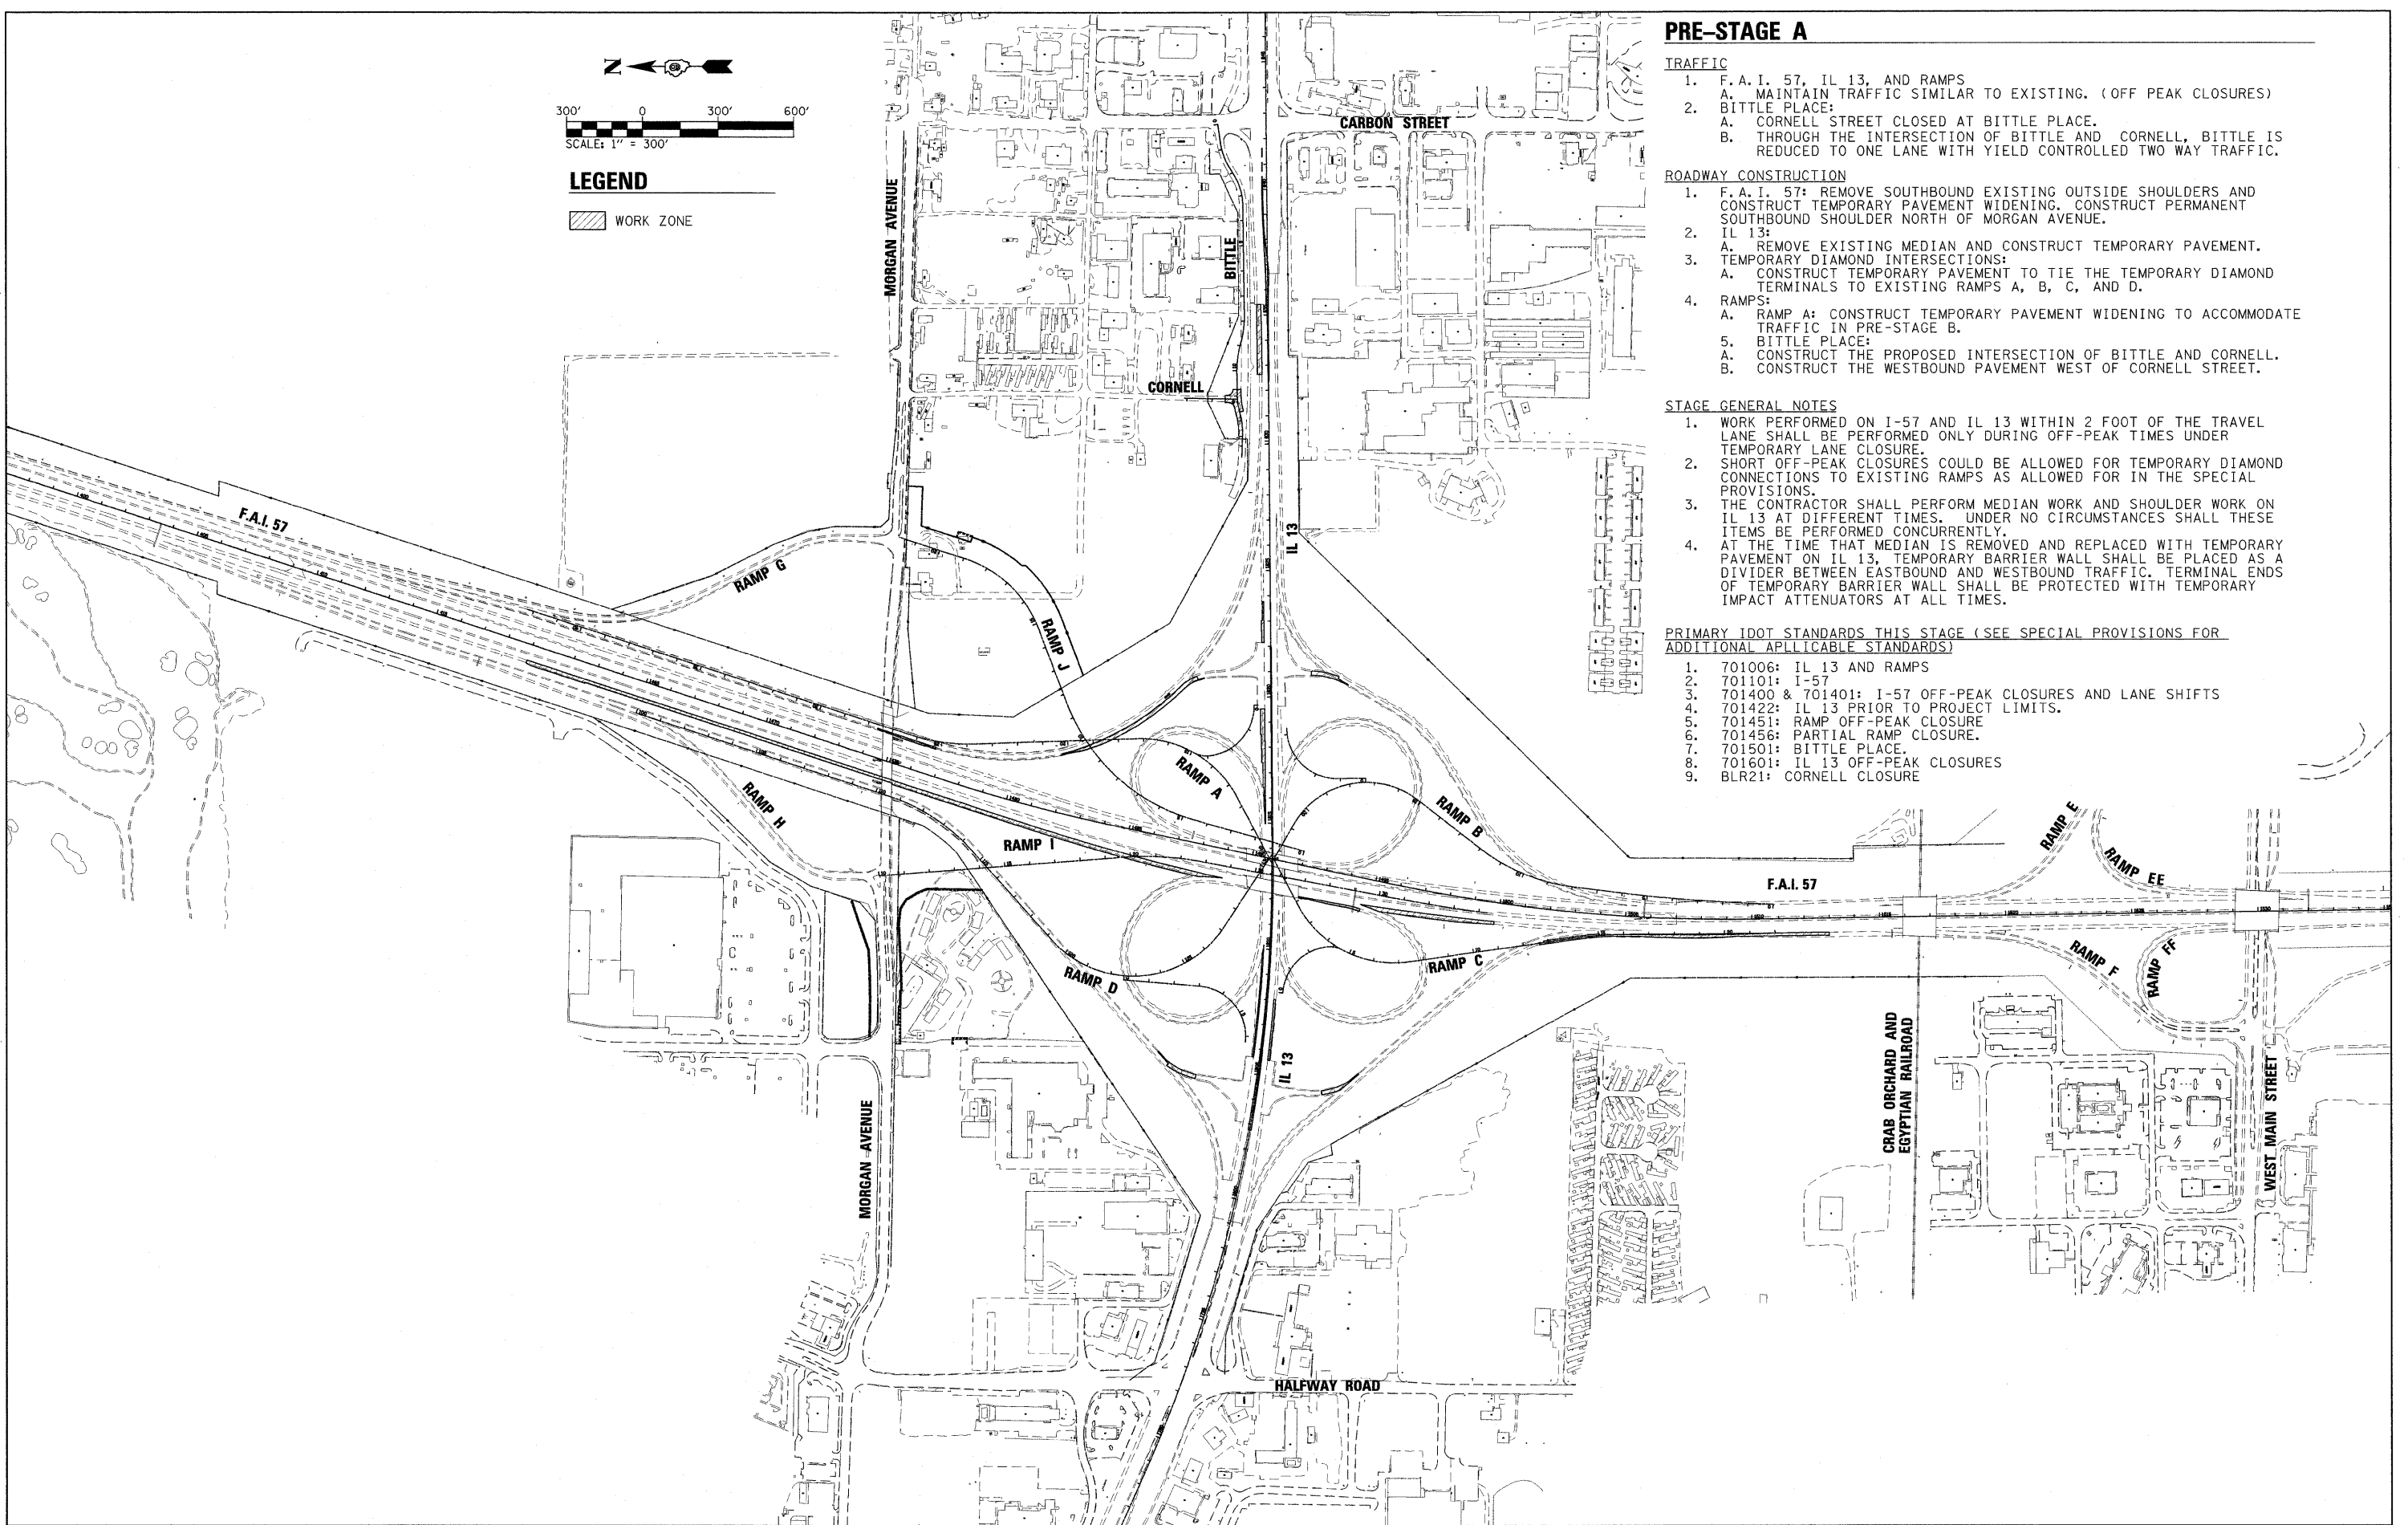 PRE-STAGE A
TRAFFIC
1. F.A.I. 57, IL 13, AND RAMPS
A. MAINTAIN TRAFFIC SIMILAR TO EXISTING. (OFF PEAK CLOSURES)
2. BITTLE PLACE:
A. CORNELL STREET CLOSED AT BITTLE PLACE.
B. THROUGH THE INTERSECTION OF BITTLE AND CORNELL, BITTLE IS
REDUCED TO ONE LANE WITH YIELD CONTROLLED TWO WAY TRAFFIC.
ROADWAY CONSTRUCTION
1. F.A.I. 57: REMOVE SOUTHBOUND EXISTING OUTSIDE SHOULDERS AND
CONSTRUCT TEMPORARY PAVEMENT WIDENING. CONSTRUCT PERMANENT
SOUTHBOUND SHOULDER NORTH OF MORGAN AVENUE.
2. IL 13:
A. REMOVE EXISTING MEDIAN AND CONSTRUCT TEMPORARY PAVEMENT.
3. TEMPORARY DIAMOND INTERSECTIONS:
A. CONSTRUCT TEMPORARY PAVEMENT TO TIE THE TEMPORARY DIAMOND
TERMINALS TO EXISTING RAMPS A, B, C, AND D.
4. RAMPS:
A. RAMP A: CONSTRUCT TEMPORARY PAVEMENT WIDENING TO ACCOMMODATE
TRAFFIC IN PRE-STAGE B.
5. BITTLE PLACE:
A. CONSTRUCT THE PROPOSED INTERSECTION OF BITTLE AND CORNELL.
B. CONSTRUCT THE WESTBOUND PAVEMENT WEST OF CORNELL STREET.
STAGE GENERAL NOTES
1. WORK PERFORMED ON I-57 AND IL 13 WITHIN 2 FOOT OF THE TRAVEL
LANE SHALL BE PERFORMED ONLY DURING OFF-PEAK TIMES UNDER
TEMPORARY LANE CLOSURE.
2. SHORT OFF-PEAK CLOSURES COULD BE ALLOWED FOR TEMPORARY DIAMOND
CONNECTIONS TO EXISTING RAMPS AS ALLOWED FOR IN THE SPECIAL
PROVISIONS.
3. THE CONTRACTOR SHALL PERFORM MEDIAN WORK AND SHOULDER WORK ON
IL 13 AT DIFFERENT TIMES. UNDER NO CIRCUMSTANCES SHALL THESE
ITEMS BE PERFORMED CONCURRENTLY.
4. AT THE TIME THAT MEDIAN IS REMOVED AND REPLACED WITH TEMPORARY
PAVEMENT ON IL 13, TEMPORARY BARRIER WALL SHALL BE PLACED AS A
DIVIDER BETWEEN EASTBOUND AND WESTBOUND TRAFFIC. TERMINAL ENDS
OF TEMPORARY BARRIER WALL SHALL BE PROTECTED WITH TEMPORARY
IMPACT ATTENUATORS AT ALL TIMES.
PRIMARY IDOT STANDARDS THIS STAGE (SEE SPECIAL PROVISIONS FOR
ADDITIONAL APLLICABLE STANDARDS)
1. 701006: IL 13 AND RAMPS
2. 701101: I-57
3. 701400 & 701401: I-57 OFF-PEAK CLOSURES AND LANE SHIFTS
4. 701422: IL 13 PRIOR TO PROJECT LIMITS.
5. 701451: RAMP OFF-PEAK CLOSURE
6. 701456: PARTIAL RAMP CLOSURE.
7. 701501: BITTLE PLACE.
8. 701601: IL 13 OFF-PEAK CLOSURES
9. BLR21: CORNELL CLOSURE
N
300' 0 300' 600'
SCALE: 1" = 300'
LEGEND
WORK ZONE
CARBON STREET
MORGAN AVENUE
BITTLE
CORNELL
F.A.I. 57
IL 13
RAMP G
RAMP J
RAMP A
RAMP H
RAMP I
RAMP B
RAMP E
RAMP EE
F.A.I. 57
RAMP D
RAMP C
RAMP F
RAMP FF
IL 13
CRAB ORCHARD AND
EGYPTIAN RAILROAD
WEST MAIN STREET
MORGAN AVENUE
HALFWAY ROAD